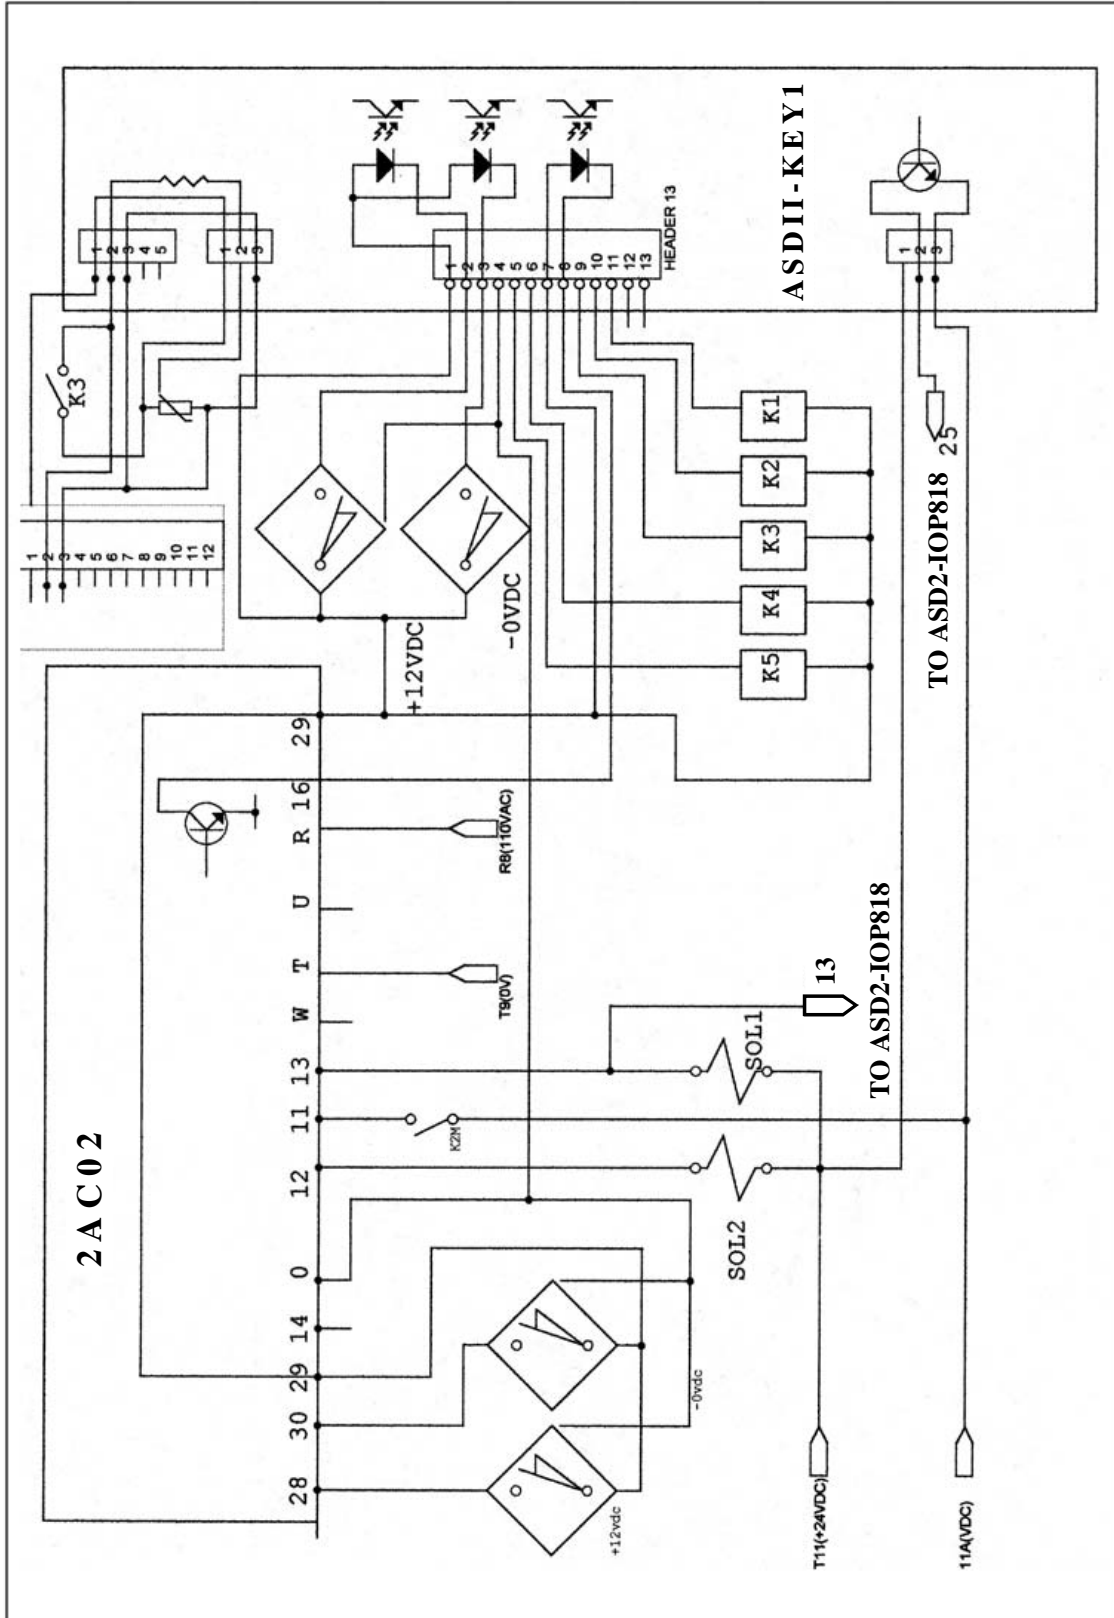 ASDII-KEY1
1
2
3
4
5
1
2
3
HEADER 13
1
2
3
4
5
6
7
8
9
10
11
12
13
1
2
3
K3
1
2
3
4
5
6
7
8
9
10
11
12
+12VDC
-0VDC
K1
K2
K3
K4
K5
25
TO ASD2-IOP818
2AC02
29
16
R
U
T
W
13
11
12
0
14
29
30
28
R8(110VAC)
T9(0V)
K2M
SOL1
SOL2
13
TO ASD2-IOP818
-0vdc
+12vdc
T11(+24VDC)
11A(VDC)